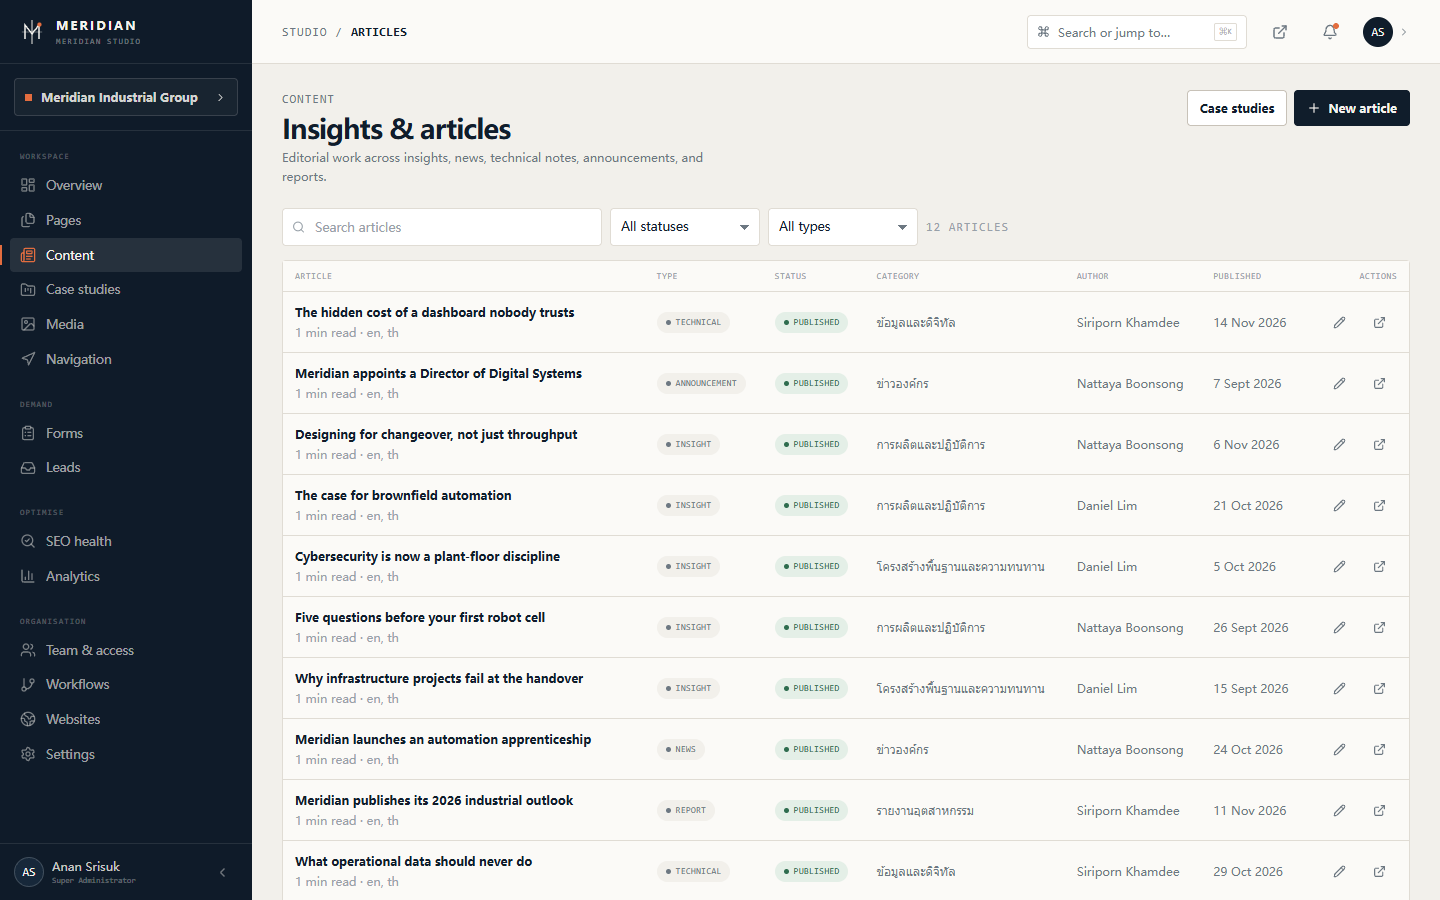 MERIDIAN
MERIDIAN STUDIO
Meridian Industrial Group
WORKSPACE
Overview
Pages
Content
Case studies
Media
Navigation
DEMAND
Forms
Leads
OPTIMISE
SEO health
Analytics
ORGANISATION
Team & access
Workflows
Websites
Settings
AS
Anan Srisuk
Super Administrator
STUDIO / ARTICLES
⌘ Search or jump to... ⌘K
AS
CONTENT
Insights & articles
Editorial work across insights, news, technical notes, announcements, and
reports.
Case studies
+ New article
Search articles
All statuses
All types
12 ARTICLES
ARTICLE TYPE STATUS CATEGORY AUTHOR PUBLISHED ACTIONS
The hidden cost of a dashboard nobody trusts
1 min read · en, th
TECHNICAL PUBLISHED ข้อมูลและดิจิทัล Siriporn Khamdee 14 Nov 2026
Meridian appoints a Director of Digital Systems
1 min read · en, th
ANNOUNCEMENT PUBLISHED ข่าวองค์กร Nattaya Boonsong 7 Sept 2026
Designing for changeover, not just throughput
1 min read · en, th
INSIGHT PUBLISHED การผลิตและปฏิบัติการ Nattaya Boonsong 6 Nov 2026
The case for brownfield automation
1 min read · en, th
INSIGHT PUBLISHED การผลิตและปฏิบัติการ Daniel Lim 21 Oct 2026
Cybersecurity is now a plant-floor discipline
1 min read · en, th
INSIGHT PUBLISHED โครงสร้างพื้นฐานและความทนทาน Daniel Lim 5 Oct 2026
Five questions before your first robot cell
1 min read · en, th
INSIGHT PUBLISHED การผลิตและปฏิบัติการ Nattaya Boonsong 26 Sept 2026
Why infrastructure projects fail at the handover
1 min read · en, th
INSIGHT PUBLISHED โครงสร้างพื้นฐานและความทนทาน Daniel Lim 15 Sept 2026
Meridian launches an automation apprenticeship
1 min read · en, th
NEWS PUBLISHED ข่าวองค์กร Nattaya Boonsong 24 Oct 2026
Meridian publishes its 2026 industrial outlook
1 min read · en, th
REPORT PUBLISHED รายงานอุตสาหกรรม Siriporn Khamdee 11 Nov 2026
What operational data should never do
1 min read · en, th
TECHNICAL PUBLISHED ข้อมูลและดิจิทัล Siriporn Khamdee 29 Oct 2026